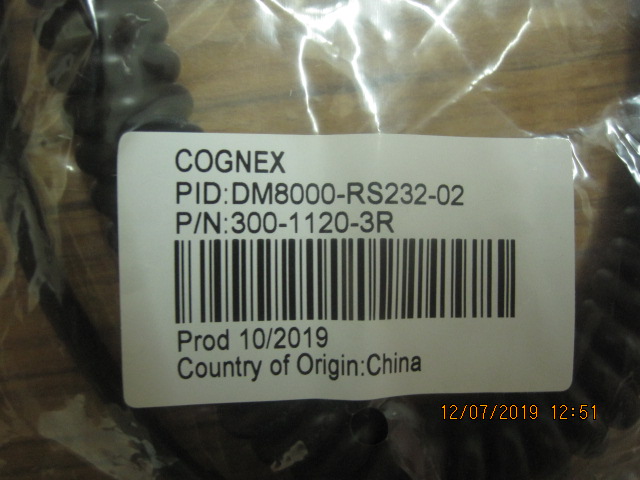 COGNEX
PID:DM8000-RS232-02
P/N:300-1120-3R
Prod 10/2019
Country of Origin:China
12/07/2019 12:51